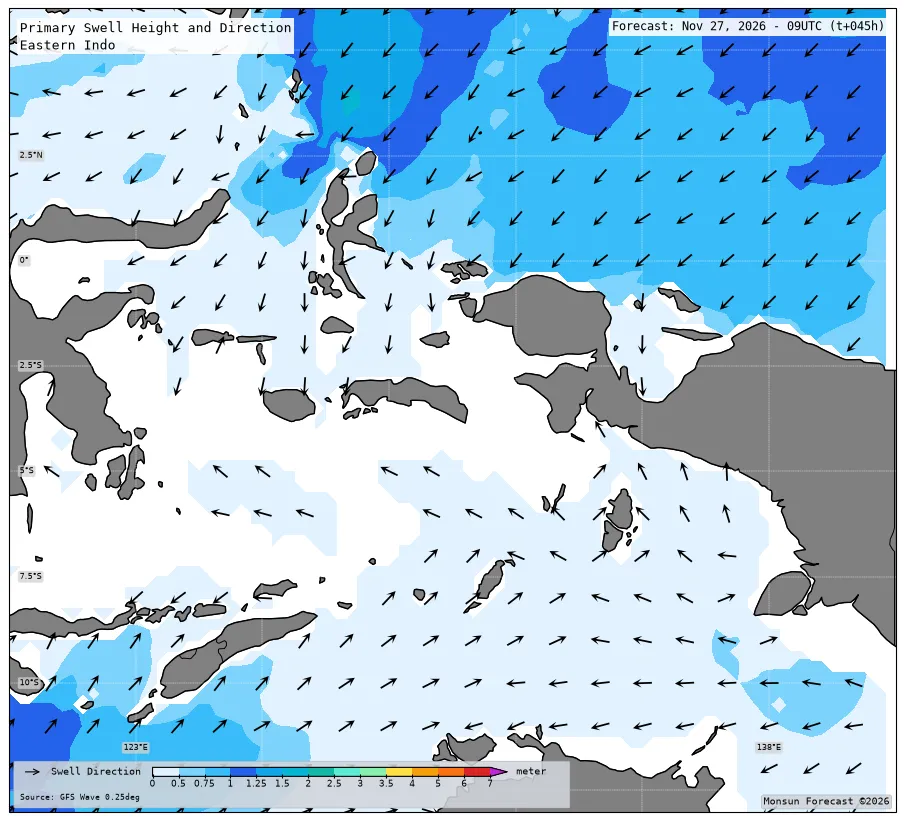 Primary Swell Height and Direction
Eastern Indo
Forecast: Nov 27, 2026 - 09UTC (t+045h)
2.5°N
0°
2.5°S
5°S
7.5°S
10°S
123°E
138°E
Swell Direction
0 0.5 0.75 1 1.25 1.5 2 2.5 3 3.5 4 5 6 7
meter
Source: GFS Wave 0.25deg
Monsun Forecast ©2026